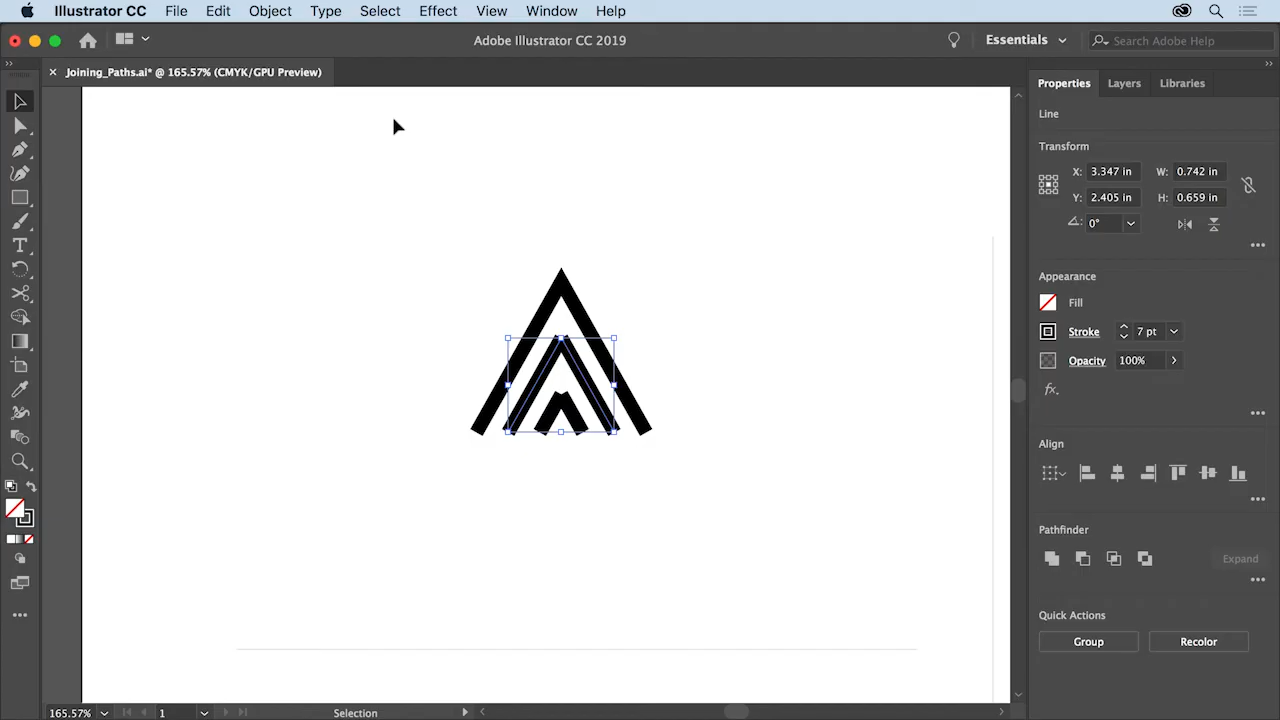 Illustrator CC File Edit Object Type Select Effect View Window Help
Adobe Illustrator CC 2019
Essentials
Search Adobe Help
Joining_Paths.ai* @ 165.57% (CMYK/GPU Preview)
Properties Layers Libraries
Line
Transform
X: 3.347 in W: 0.742 in
Y: 2.405 in H: 0.659 in
0°
Appearance
Fill
Stroke 7 pt
Opacity 100%
fx.
Align
Pathfinder
Expand
Quick Actions
Group Recolor
165.57% 1 Selection